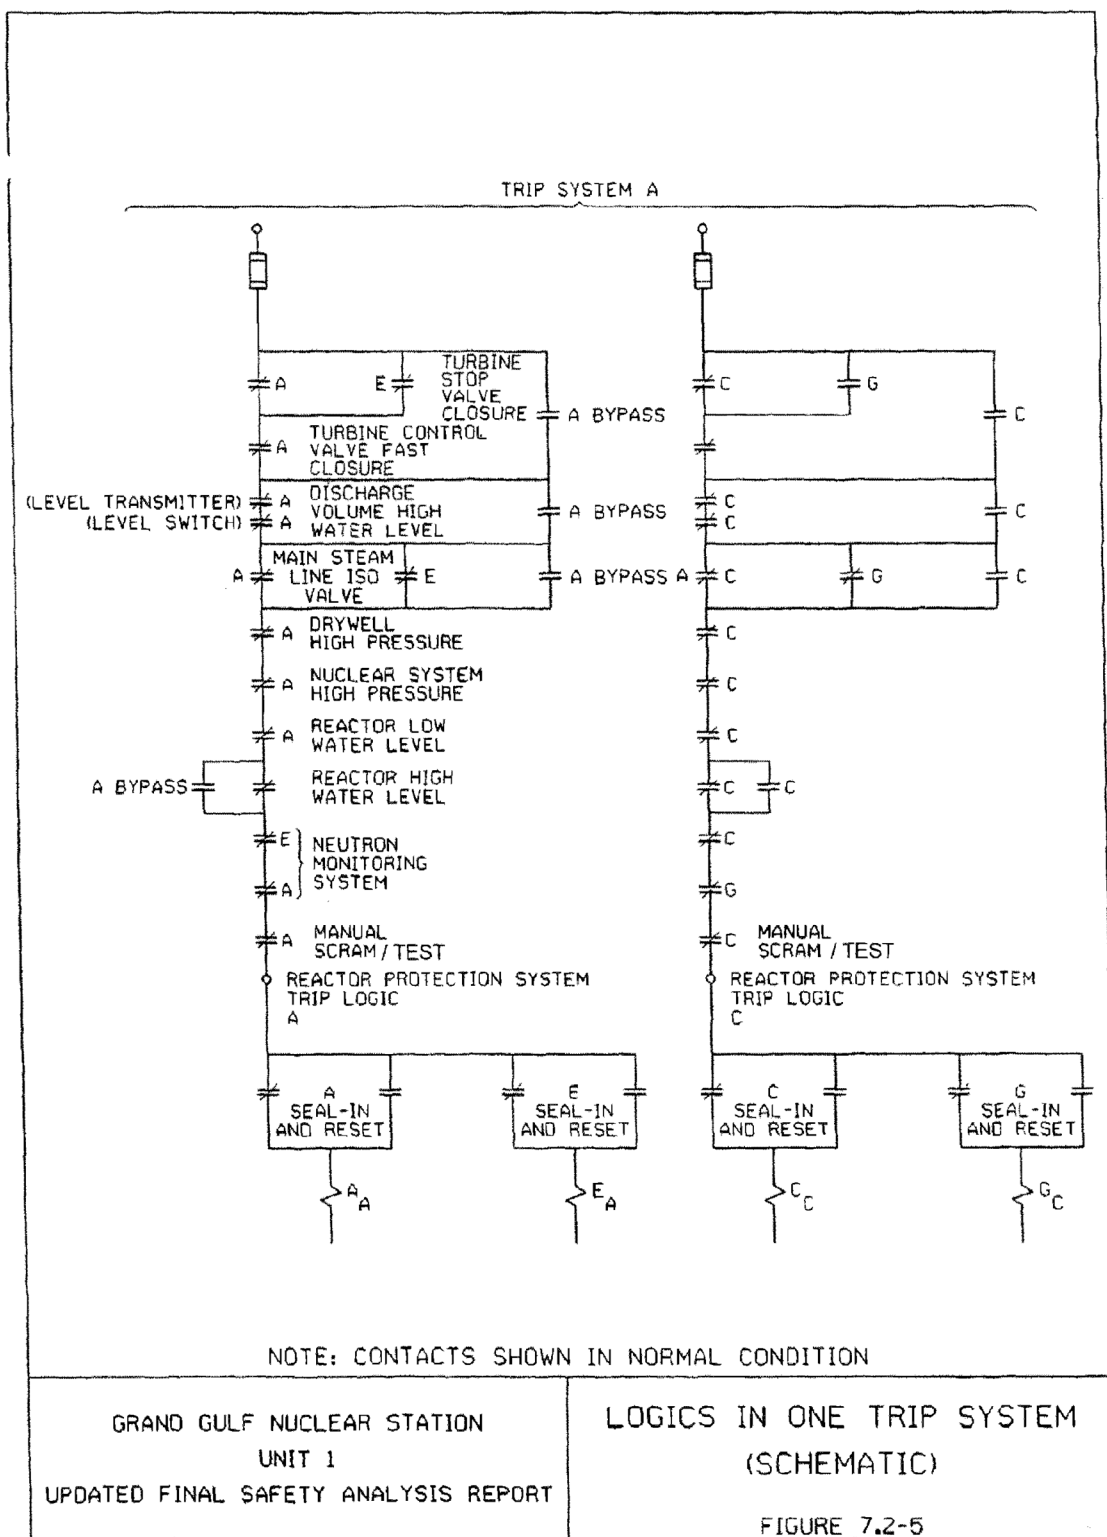 TRIP SYSTEM A
A
E
TURBINE
STOP
VALVE
CLOSURE
A BYPASS
A
TURBINE CONTROL
VALVE FAST
CLOSURE
(LEVEL TRANSMITTER)
A
(LEVEL SWITCH)
A
DISCHARGE
VOLUME HIGH
WATER LEVEL
A BYPASS
A
MAIN STEAM
LINE ISO
VALVE
E
A BYPASS
A
DRYWELL
HIGH PRESSURE
A
NUCLEAR SYSTEM
HIGH PRESSURE
A
REACTOR LOW
WATER LEVEL
A BYPASS
REACTOR HIGH
WATER LEVEL
E
A
NEUTRON
MONITORING
SYSTEM
A
MANUAL
SCRAM / TEST
REACTOR PROTECTION SYSTEM
TRIP LOGIC
A
A
SEAL-IN
AND RESET
E
SEAL-IN
AND RESET
A A
E A
C
G
C
C
C
C
A
C
G
C
C
C
C
C
C
C
G
C
MANUAL
SCRAM / TEST
REACTOR PROTECTION SYSTEM
TRIP LOGIC
C
C
SEAL-IN
AND RESET
G
SEAL-IN
AND RESET
C C
G C
NOTE: CONTACTS SHOWN IN NORMAL CONDITION
GRAND GULF NUCLEAR STATION
UNIT 1
UPDATED FINAL SAFETY ANALYSIS REPORT
LOGICS IN ONE TRIP SYSTEM
(SCHEMATIC)
FIGURE 7.2-5